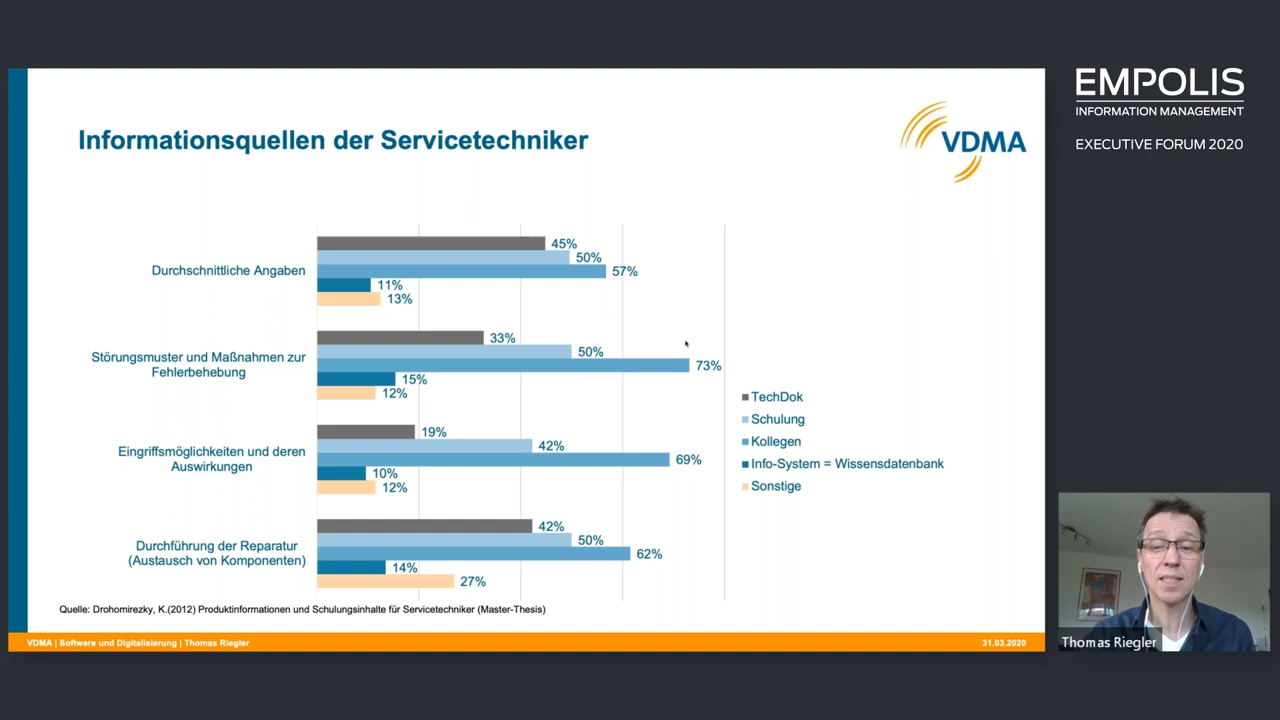 EMPOLIS
INFORMATION MANAGEMENT
EXECUTIVE FORUM 2020
Informationsquellen der Servicetechniker
VDMA
Durchschnittliche Angaben
45%
50%
57%
11%
13%
Störungsmuster und Maßnahmen zur
Fehlerbehebung
33%
50%
73%
15%
12%
Eingriffsmöglichkeiten und deren
Auswirkungen
19%
42%
69%
10%
12%
Durchführung der Reparatur
(Austausch von Komponenten)
42%
50%
62%
14%
27%
TechDok
Schulung
Kollegen
Info-System = Wissensdatenbank
Sonstige
Quelle: Drohomirezky, K.(2012) Produktinformationen und Schulungsinhalte für Servicetechniker (Master-Thesis)
VDMA | Software und Digitalisierung | Thomas Riegler
31.03.2020
Thomas Riegler